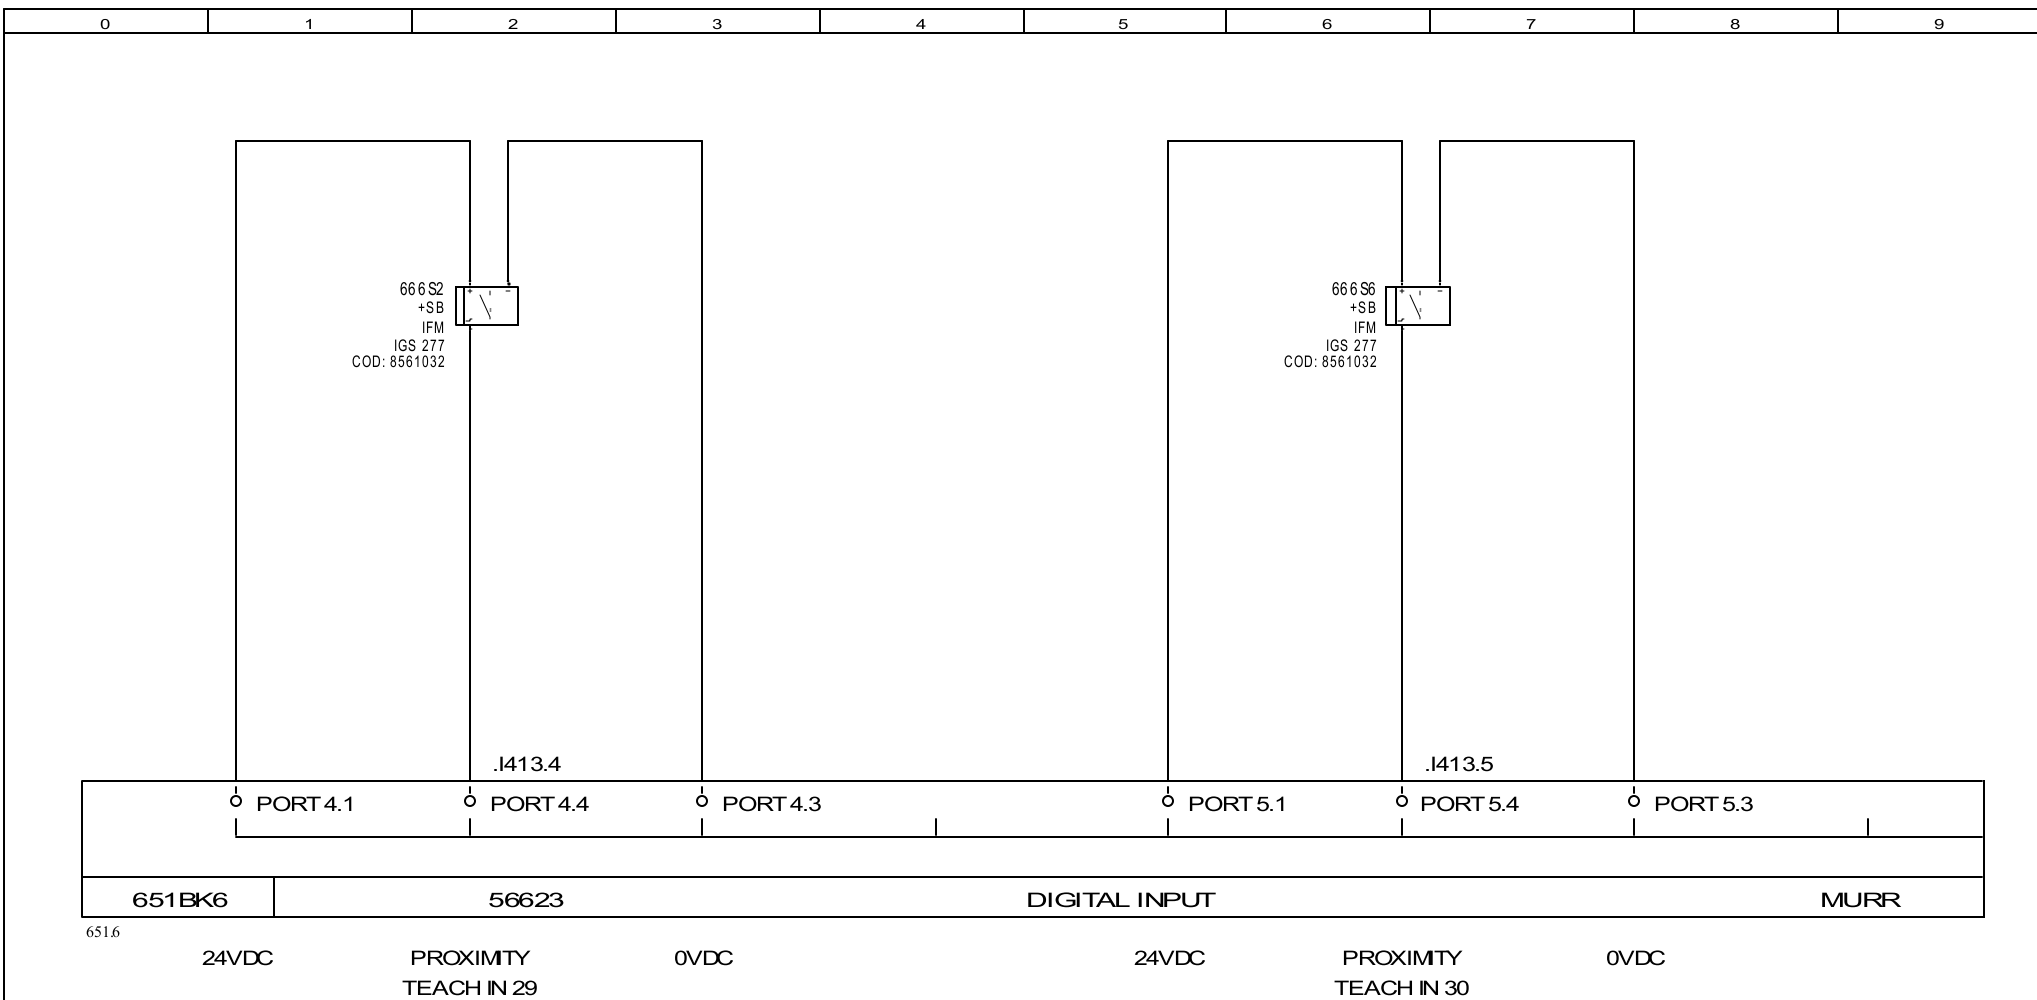 0 1 2 3 4 5 6 7 8 9
666S2
+SB
IFM
IGS 277
COD: 8561032
666S6
+SB
IFM
IGS 277
COD: 8561032
.I413.4 .I413.5
PORT 4.1 PORT 4.4 PORT 4.3 PORT 5.1 PORT 5.4 PORT 5.3
651BK6 56623 DIGITAL INPUT MURR
651.6
24VDC PROXIMITY 0VDC 24VDC PROXIMITY 0VDC
TEACH IN 29 TEACH IN 30